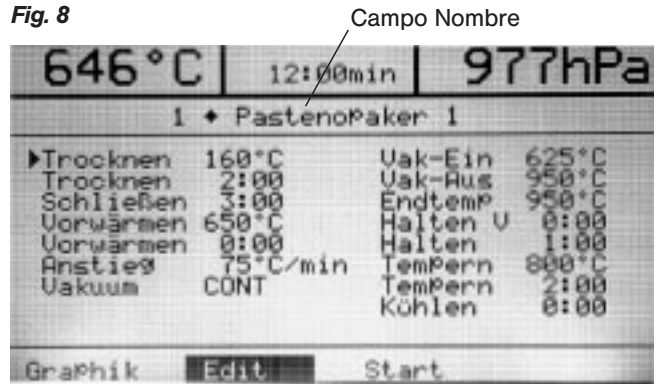 Fig. 8
Campo Nombre
646°C 12:00min 977hPa
1 ♦ Pastenopaker 1
▶Trocknen 160°C Vak-Ein 625°C
Trocknen 2:00 Vak-Aus 950°C
Schließen 3:00 Endtemp 950°C
Vorwärmen 650°C Halten V 0:00
Vorwärmen 0:00 Halten 1:00
Anstieg 75°C/min Tempern 800°C
Vakuum CONT Tempern 2:00
Kühlen 0:00
Graphik Edit Start